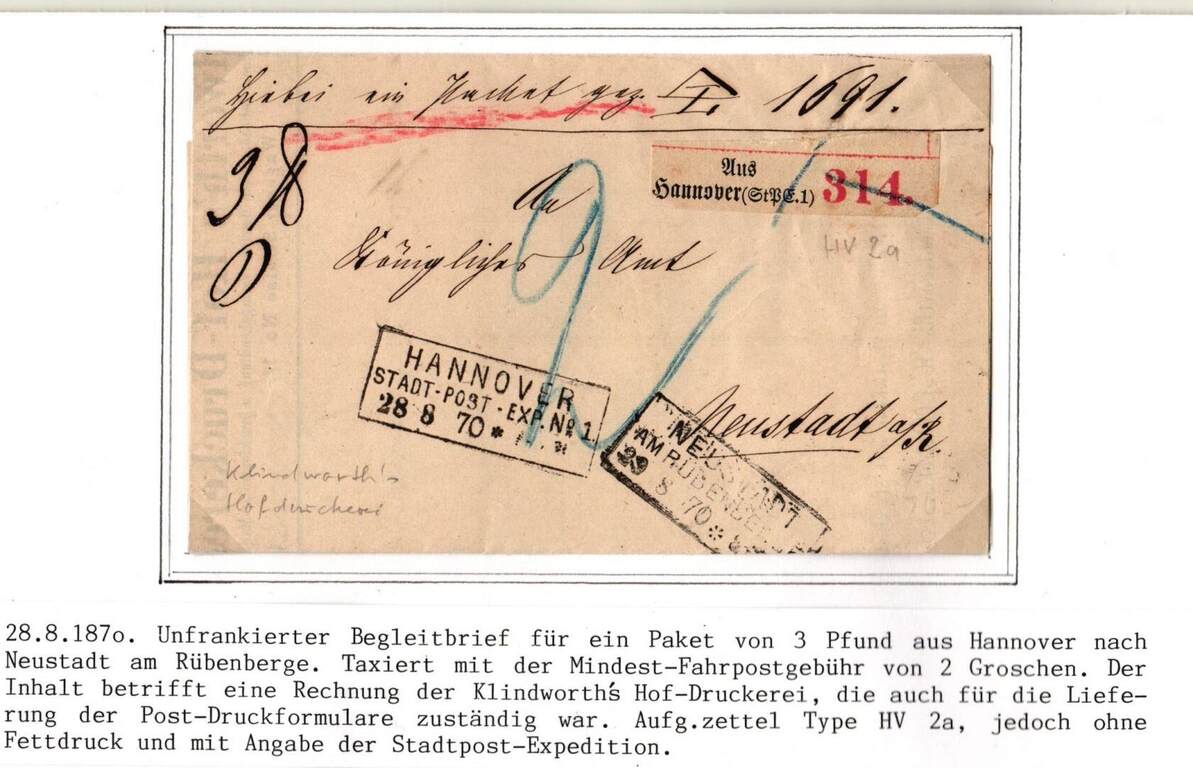 Hiebei ein Packet gez. I. 1691.
3 ℔
Aus
Hannover (StPE.1) 314.
HV 2a
An
Königliches Amt
2
HANNOVER
STADT-POST-EXP. No 1
28 8 70 *
Neustadt a/R.
NEUSTADT
AM RÜBENBERGE
29 8 70 *
Klindworth's
Hofdruckerei
28.8.187o. Unfrankierter Begleitbrief für ein Paket von 3 Pfund aus Hannover nach
Neustadt am Rübenberge. Taxiert mit der Mindest-Fahrpostgebühr von 2 Groschen. Der
Inhalt betrifft eine Rechnung der Klindworth's Hof-Druckerei, die auch für die Liefe-
rung der Post-Druckformulare zuständig war. Aufg.zettel Type HV 2a, jedoch ohne
Fettdruck und mit Angabe der Stadtpost-Expedition.